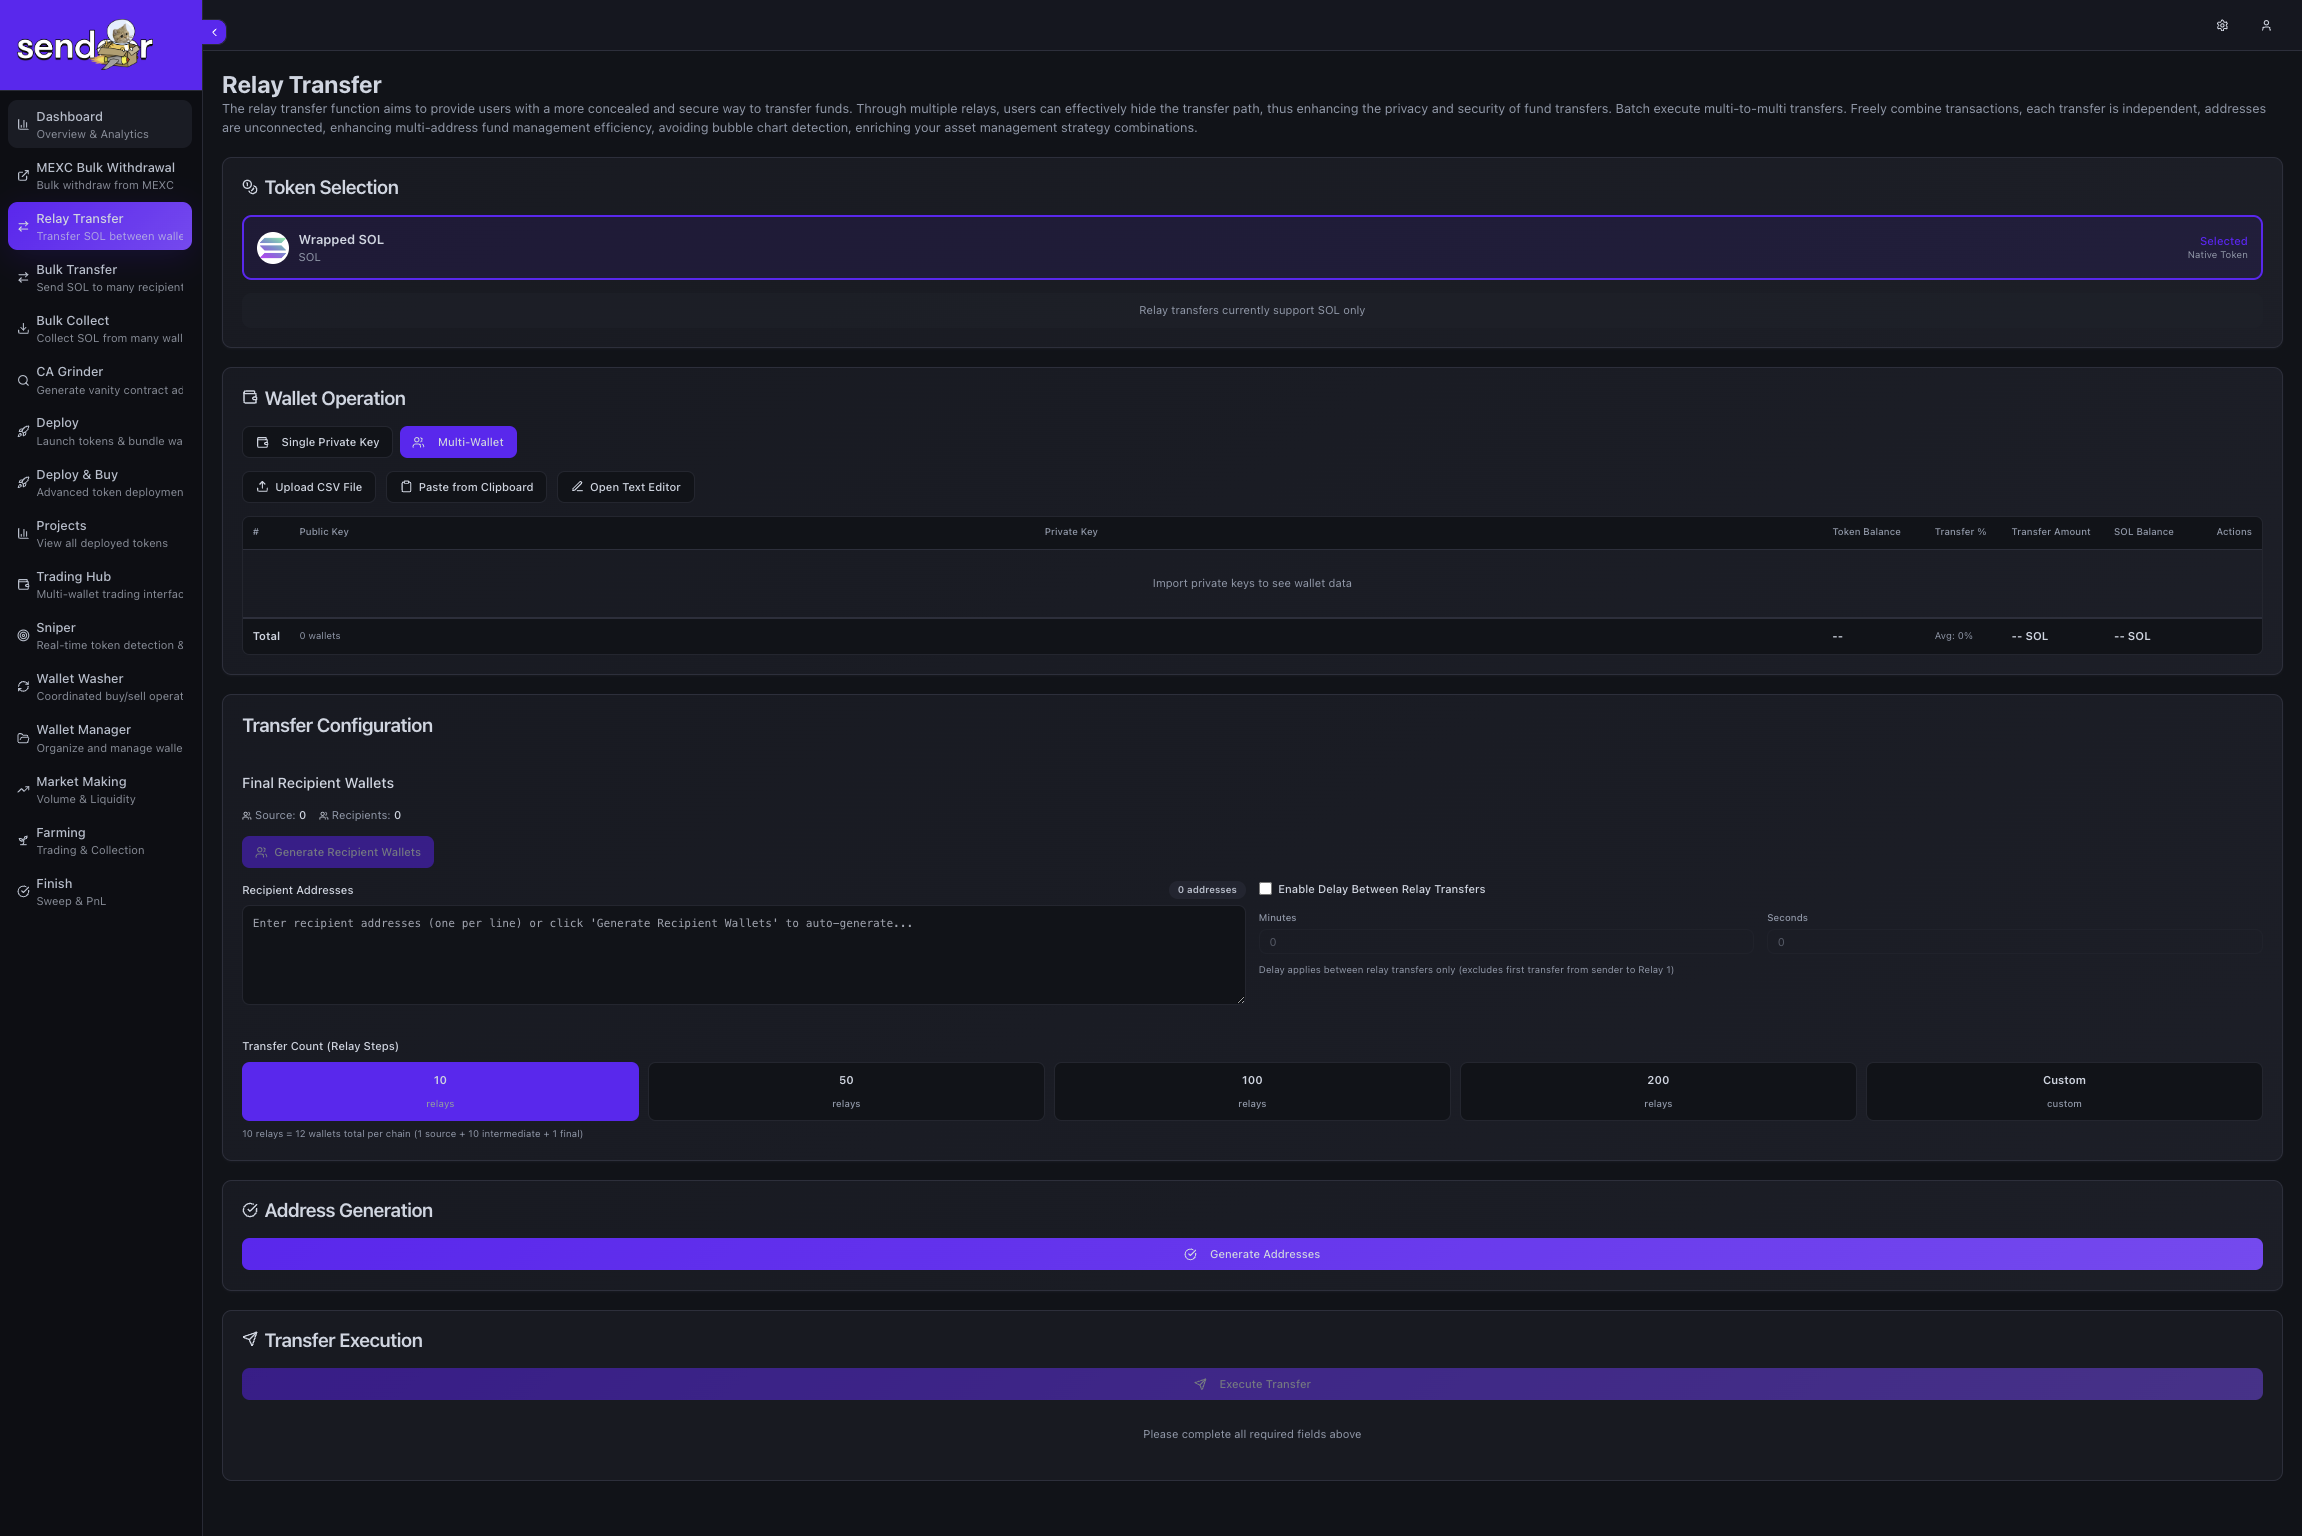 sendor
Dashboard
Overview & Analytics
MEXC Bulk Withdrawal
Bulk withdraw from MEXC
Relay Transfer
Transfer SOL between walle
Bulk Transfer
Send SOL to many recipient
Bulk Collect
Collect SOL from many wall
CA Grinder
Generate vanity contract ad
Deploy
Launch tokens & bundle wa
Deploy & Buy
Advanced token deploymen
Projects
View all deployed tokens
Trading Hub
Multi-wallet trading interfac
Sniper
Real-time token detection &
Wallet Washer
Coordinated buy/sell operat
Wallet Manager
Organize and manage walle
Market Making
Volume & Liquidity
Farming
Trading & Collection
Finish
Sweep & PnL
Relay Transfer
The relay transfer function aims to provide users with a more concealed and secure way to transfer funds. Through multiple relays, users can effectively hide the transfer path, thus enhancing the privacy and security of fund transfers. Batch execute multi-to-multi transfers. Freely combine transactions, each transfer is independent, addresses
are unconnected, enhancing multi-address fund management efficiency, avoiding bubble chart detection, enriching your asset management strategy combinations.
Token Selection
Wrapped SOL
SOL
Selected
Native Token
Relay transfers currently support SOL only
Wallet Operation
Single Private Key Multi-Wallet
Upload CSV File Paste from Clipboard Open Text Editor
# Public Key Private Key Token Balance Transfer % Transfer Amount SOL Balance Actions
Import private keys to see wallet data
Total 0 wallets -- Avg: 0% -- SOL -- SOL
Transfer Configuration
Final Recipient Wallets
Source: 0 Recipients: 0
Generate Recipient Wallets
Recipient Addresses 0 addresses
Enter recipient addresses (one per line) or click 'Generate Recipient Wallets' to auto-generate...
Enable Delay Between Relay Transfers
Minutes Seconds
0 0
Delay applies between relay transfers only (excludes first transfer from sender to Relay 1)
Transfer Count (Relay Steps)
10 50 100 200 Custom
relays relays relays relays custom
10 relays = 12 wallets total per chain (1 source + 10 intermediate + 1 final)
Address Generation
Generate Addresses
Transfer Execution
Execute Transfer
Please complete all required fields above